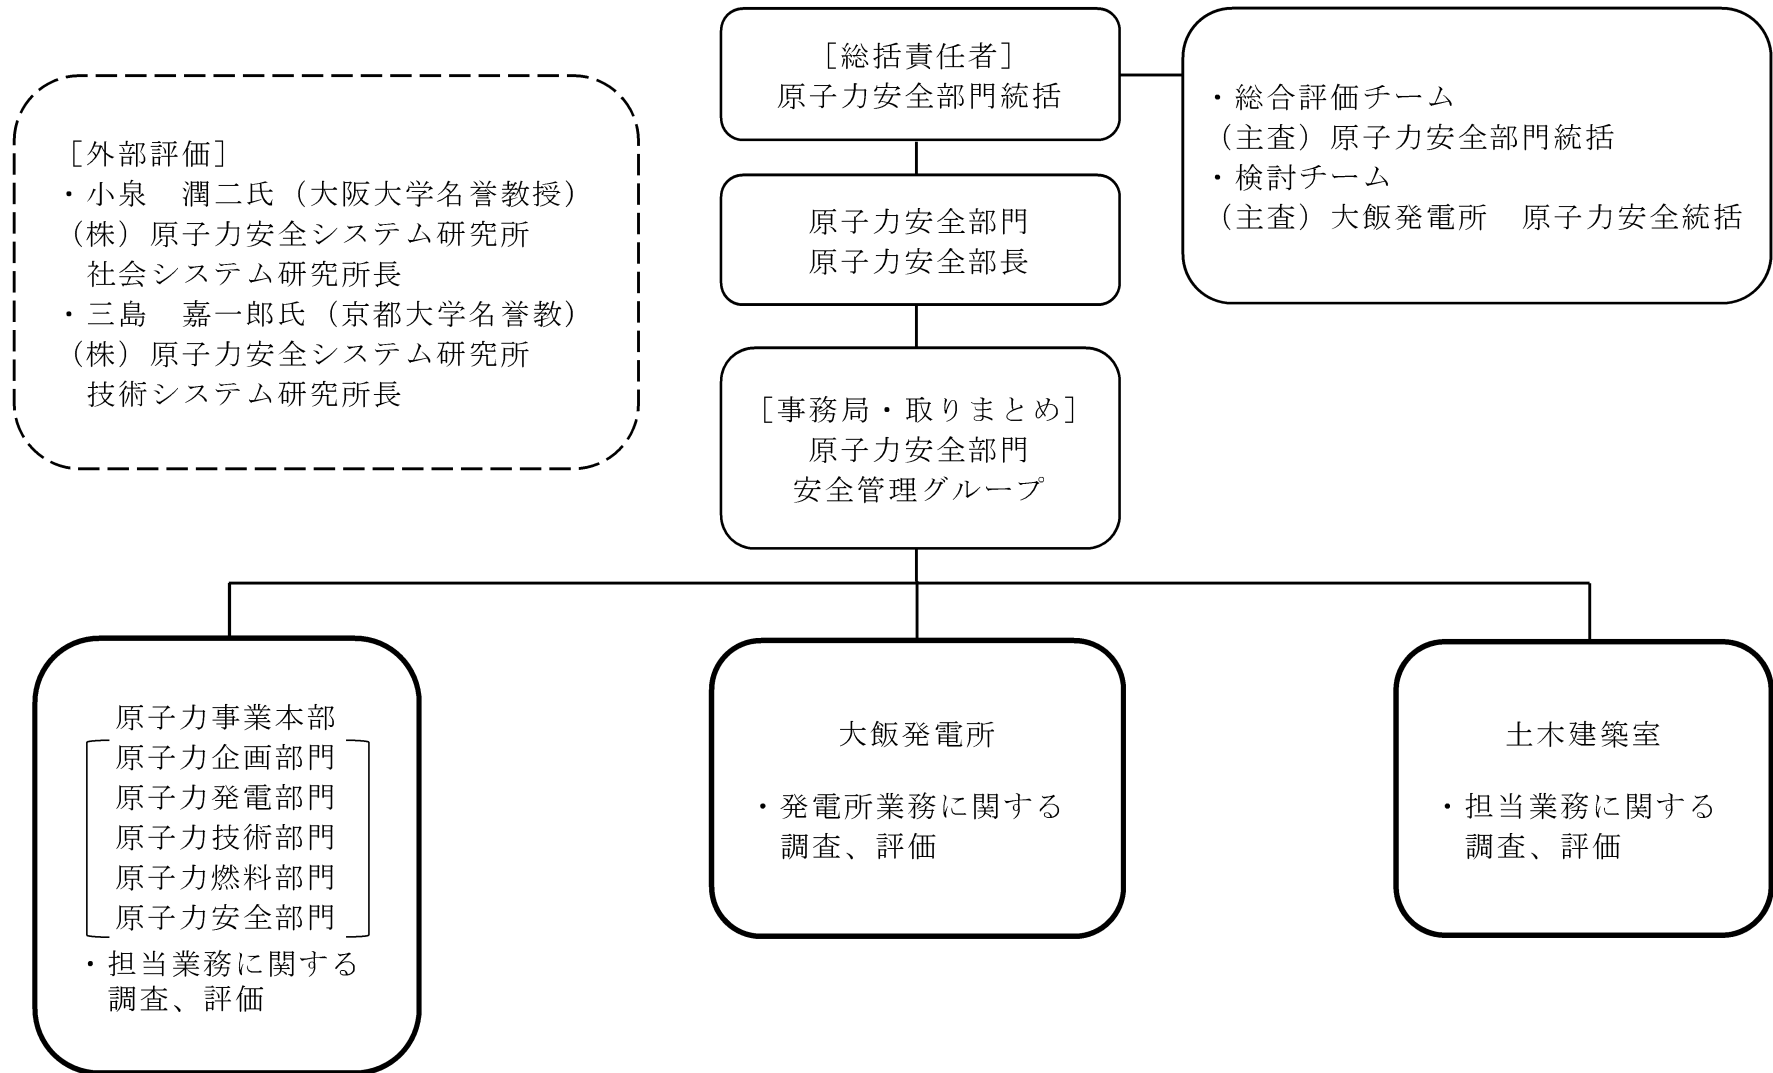 ［総括責任者］
原子力安全部門統括
・総合評価チーム
（主査）原子力安全部門統括
・検討チーム
（主査）大飯発電所　原子力安全統括
［外部評価］
・小泉　潤二氏（大阪大学名誉教授）
（株）原子力安全システム研究所
社会システム研究所長
・三島　嘉一郎氏（京都大学名誉教）
（株）原子力安全システム研究所
技術システム研究所長
原子力安全部門
原子力安全部長
［事務局・取りまとめ］
原子力安全部門
安全管理グループ
原子力事業本部
原子力企画部門
原子力発電部門
原子力技術部門
原子力燃料部門
原子力安全部門
・担当業務に関する
調査、評価
大飯発電所
・発電所業務に関する
調査、評価
土木建築室
・担当業務に関する
調査、評価